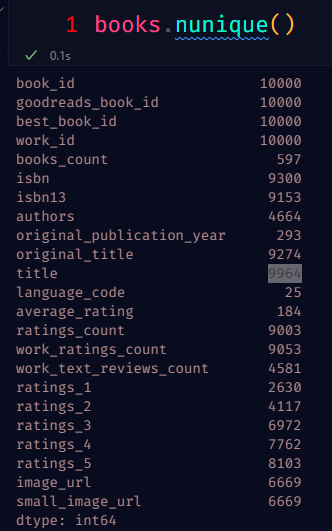 1 books.nunique()
✓ 0.1s
book_id 10000
goodreads_book_id 10000
best_book_id 10000
work_id 10000
books_count 597
isbn 9300
isbn13 9153
authors 4664
original_publication_year 293
original_title 9274
title 9964
language_code 25
average_rating 184
ratings_count 9003
work_ratings_count 9053
work_text_reviews_count 4581
ratings_1 2630
ratings_2 4117
ratings_3 6972
ratings_4 7762
ratings_5 8103
image_url 6669
small_image_url 6669
dtype: int64